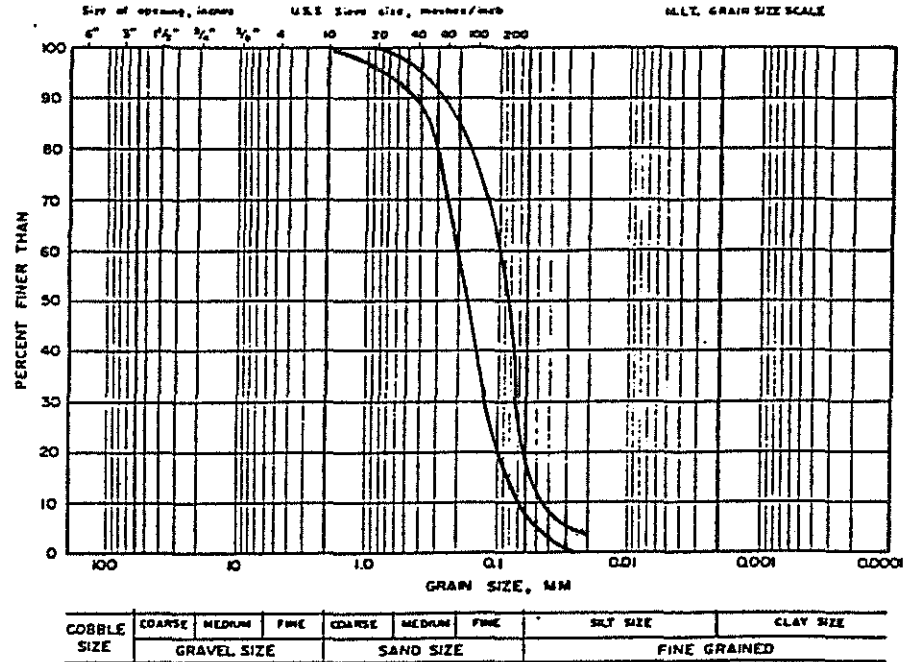 Size of opening, inches U.S.S Sieve size, meshes/inch M.I.T. GRAIN SIZE SCALE
6" 3" 1½" ¾" ⅜" 4 10 20 40 60 100 200
100
90
80
70
60
50
40
30
20
10
0
PERCENT FINER THAN
100 10 1.0 0.1 0.01 0.001 0.0001
GRAIN SIZE, MM
COBBLE SIZE
COARSE MEDIUM FINE COARSE MEDIUM FINE SILT SIZE CLAY SIZE
GRAVEL SIZE SAND SIZE FINE GRAINED